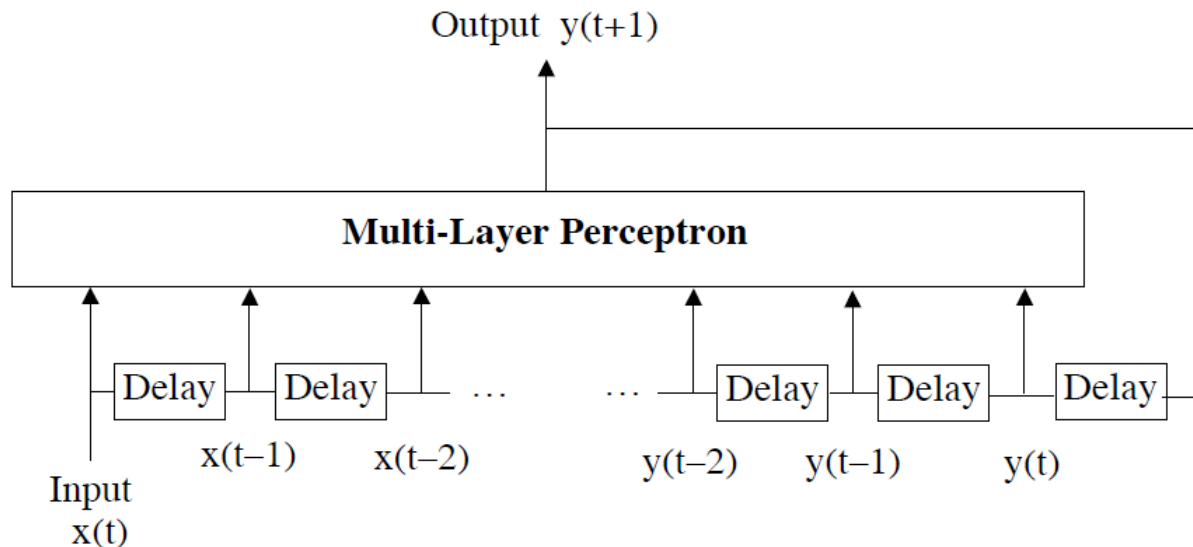 Output y(t+1)
Multi-Layer Perceptron
Delay Delay … … Delay Delay Delay
x(t–1) x(t–2) y(t–2) y(t–1) y(t)
Input
x(t)